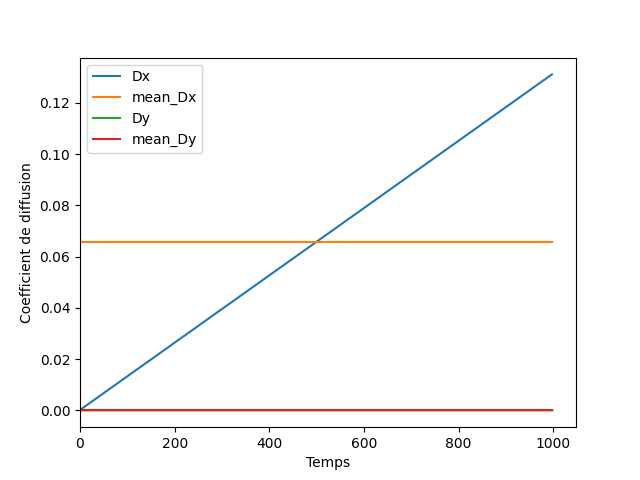 Dx
mean_Dx
Dy
mean_Dy
0.12
0.10
0.08
0.06
0.04
0.02
0.00
Coefficient de diffusion
0 200 400 600 800 1000
Temps